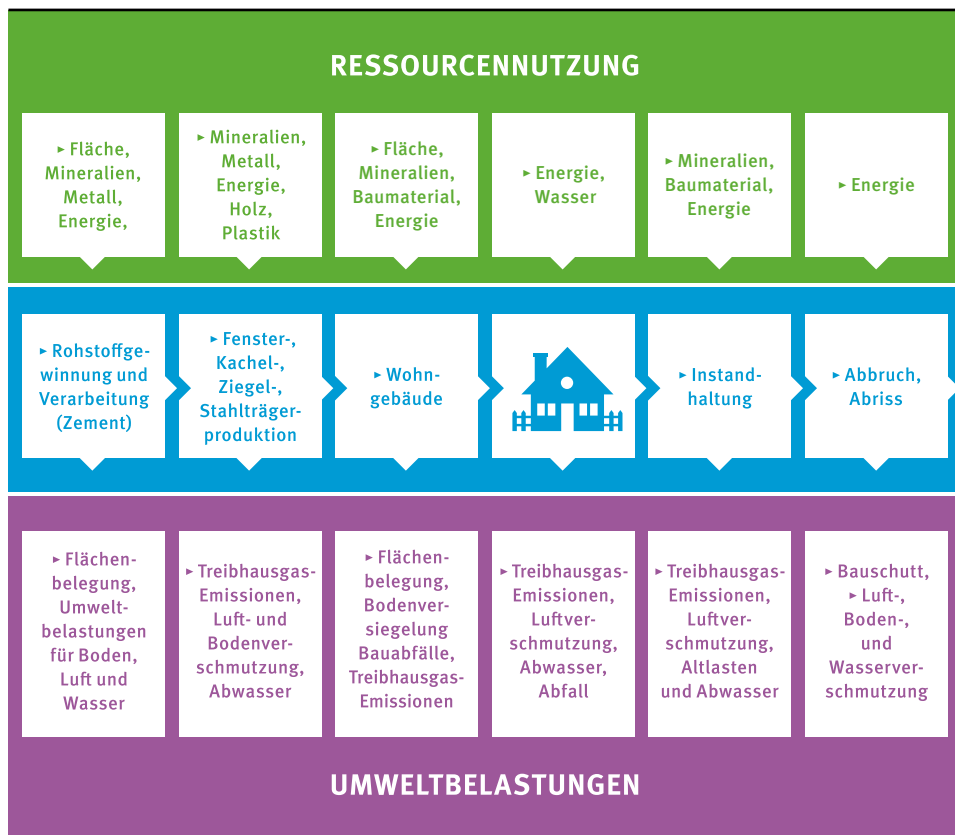 RESSOURCENNUTZUNG
▸ Fläche,
Mineralien,
Metall,
Energie,
▸ Mineralien,
Metall,
Energie,
Holz,
Plastik
▸ Fläche,
Mineralien,
Baumaterial,
Energie
▸ Energie,
Wasser
▸ Mineralien,
Baumaterial,
Energie
▸ Energie
▸ Rohstoffge-
winnung und
Verarbeitung
(Zement)
▸ Fenster-,
Kachel-,
Ziegel-,
Stahlträger-
produktion
▸ Wohn-
gebäude
▸ Instand-
haltung
▸ Abbruch,
Abriss
▸ Flächen-
belegung,
Umwelt-
belastungen
für Boden,
Luft und
Wasser
▸ Treibhausgas-
Emissionen,
Luft- und
Bodenver-
schmutzung,
Abwasser
▸ Flächen-
belegung,
Bodenver-
siegelung
Bauabfälle,
Treibhausgas-
Emissionen
▸ Treibhausgas-
Emissionen,
Luftver-
schmutzung,
Abwasser,
Abfall
▸ Treibhausgas-
Emissionen,
Luftver-
schmutzung,
Altlasten
und Abwasser
▸ Bauschutt,
▸ Luft-,
Boden-,
und
Wasserver-
schmutzung
UMWELTBELASTUNGEN